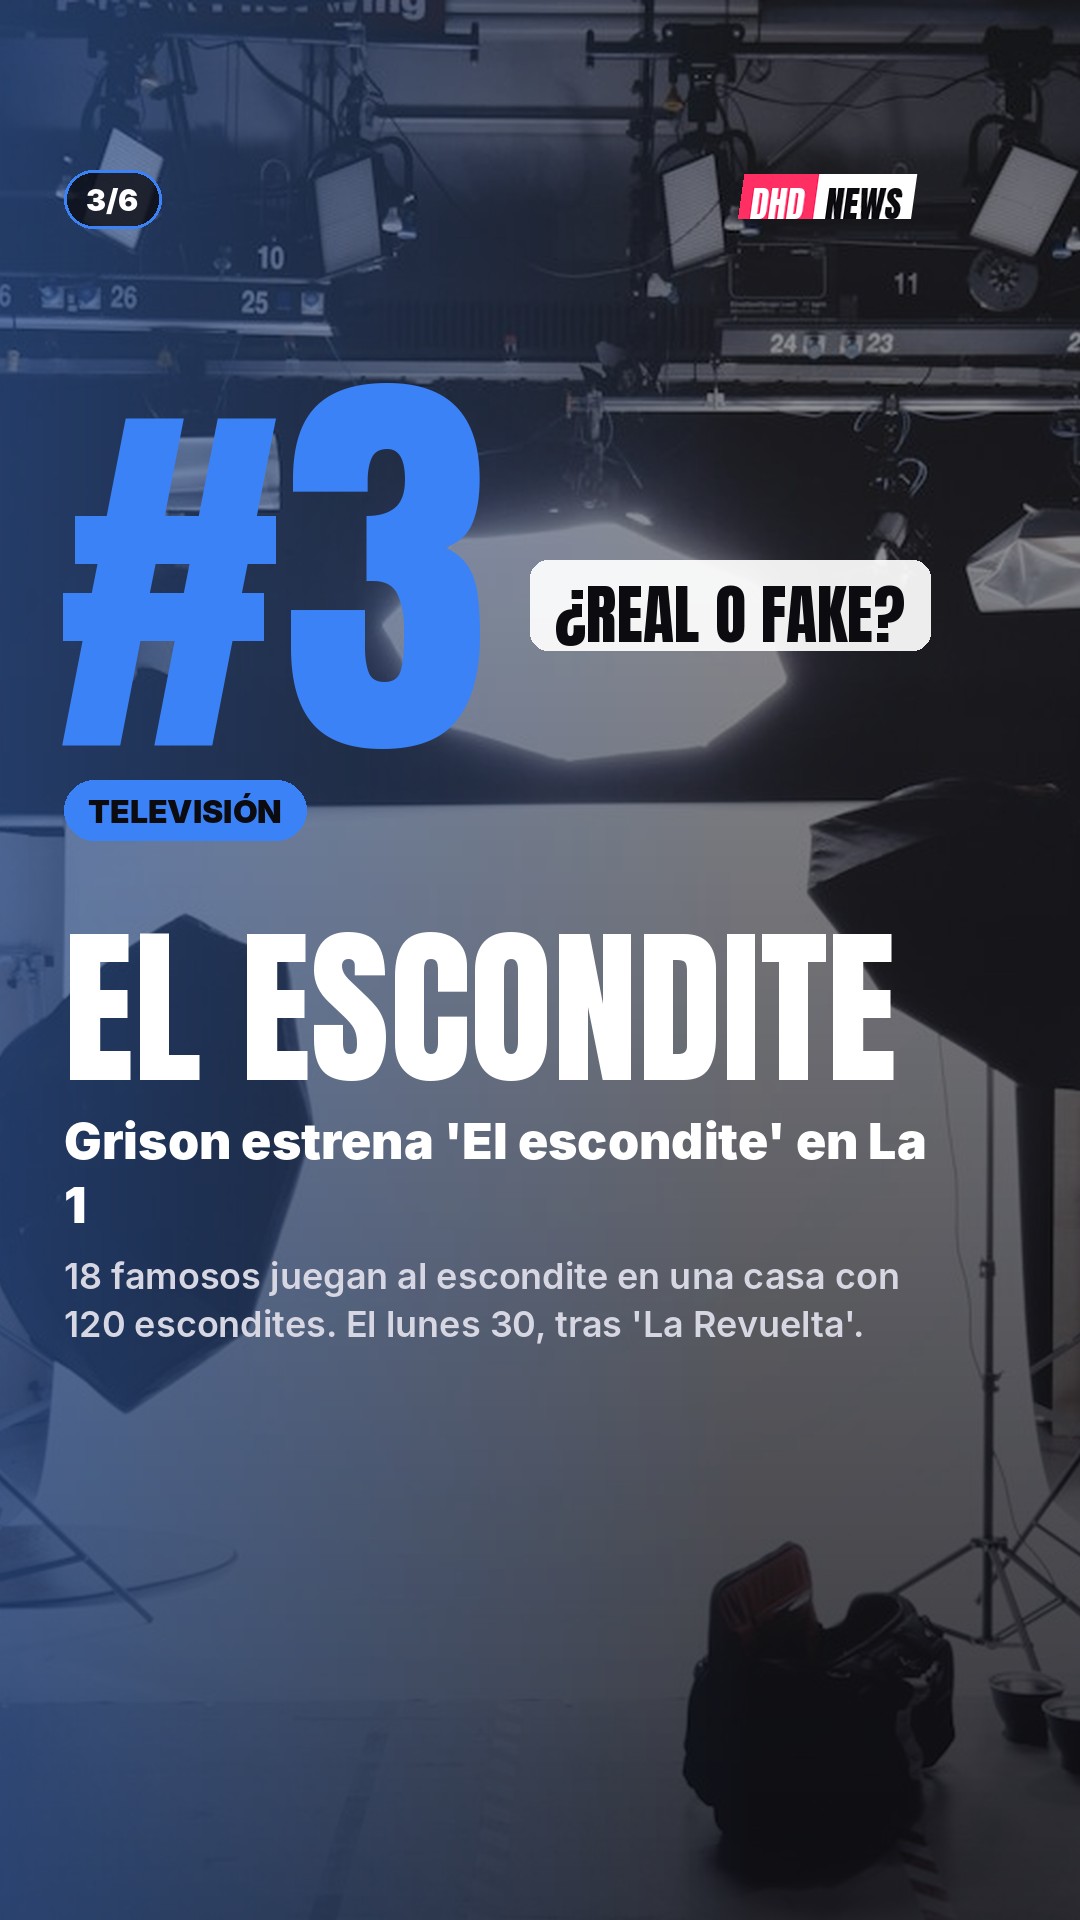 3/6
DHD NEWS
10
11
26
25
24
23
#3
¿REAL O FAKE?
TELEVISIÓN
EL ESCONDITE
Grison estrena 'El escondite' en La
1
18 famosos juegan al escondite en una casa con
120 escondites. El lunes 30, tras 'La Revuelta'.